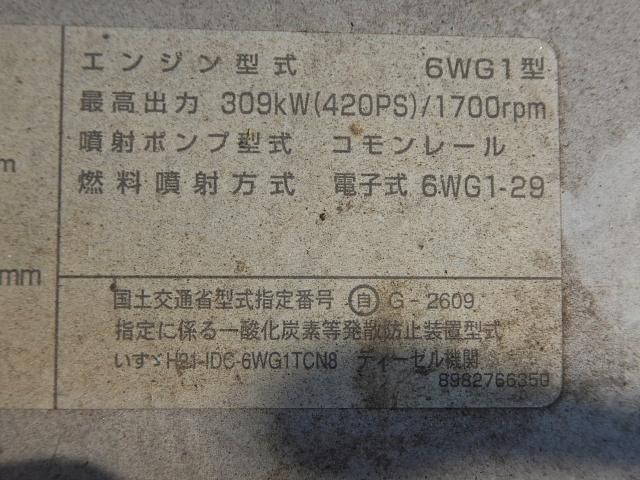 エンジン型式 6WG1型
最高出力 309kW(420PS)/1700rpm
噴射ポンプ型式 コモンレール
m
燃料噴射方式 電子式 6WG1-29
mm
国土交通省型式指定番号 自 G-2609
指定に係る一酸化炭素等発散防止装置型式
いすゞH21-IDC-6WG1TCN8 ディーゼル機関
8982766350